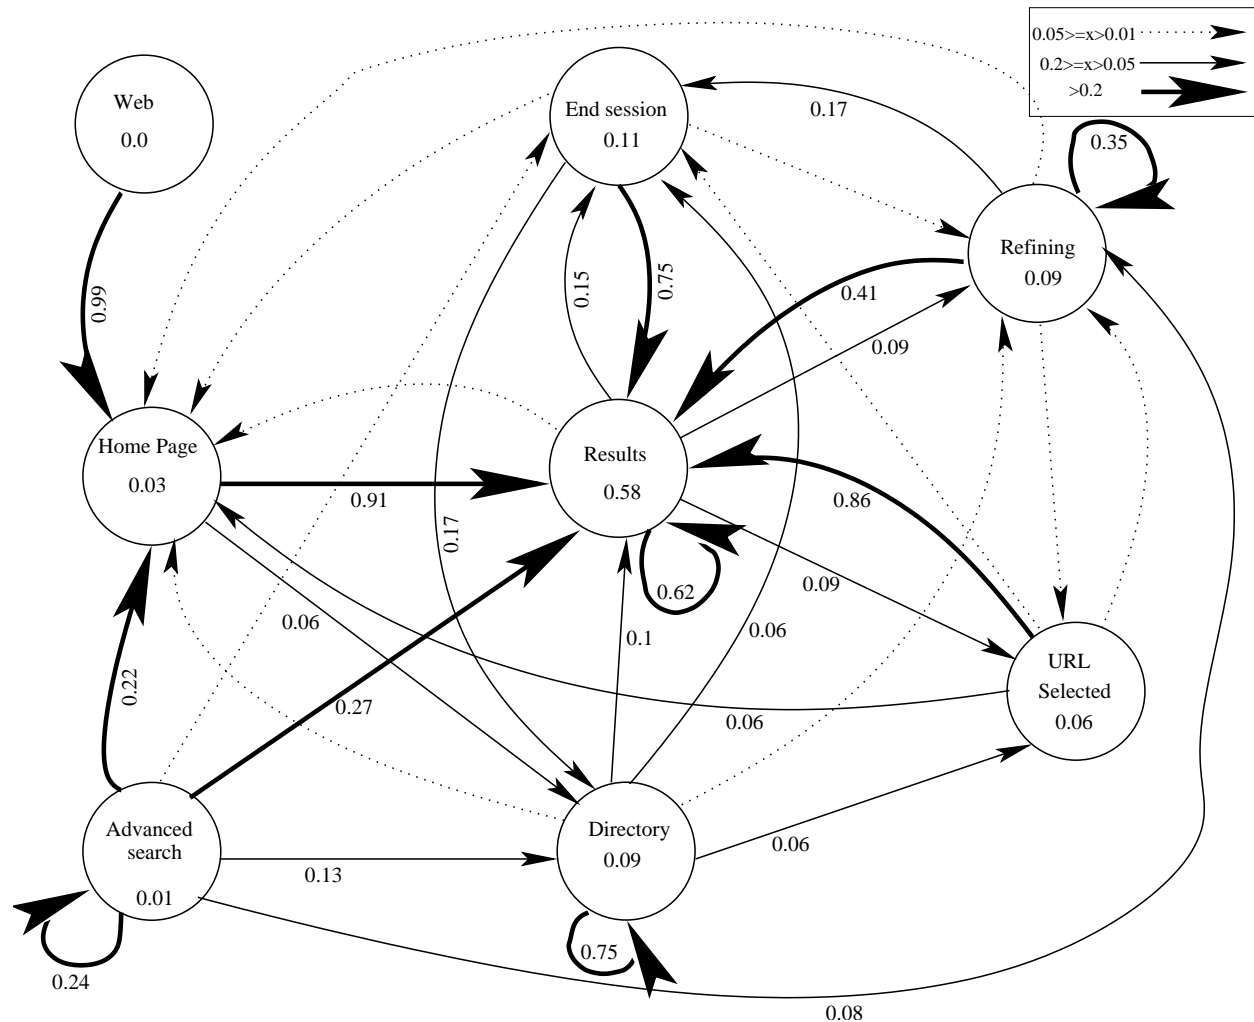 0.05>=x>0.01
0.2>=x>0.05
>0.2
Web
0.0
End session
0.11
0.17
0.35
Refining
0.09
0.99
0.15
0.75
0.41
0.09
Home Page
0.03
0.91
Results
0.58
0.86
0.17
0.62
0.09
0.06
0.1
0.06
URL
Selected
0.06
0.22
0.27
0.06
Advanced
search
0.01
0.13
Directory
0.09
0.06
0.24
0.75
0.08